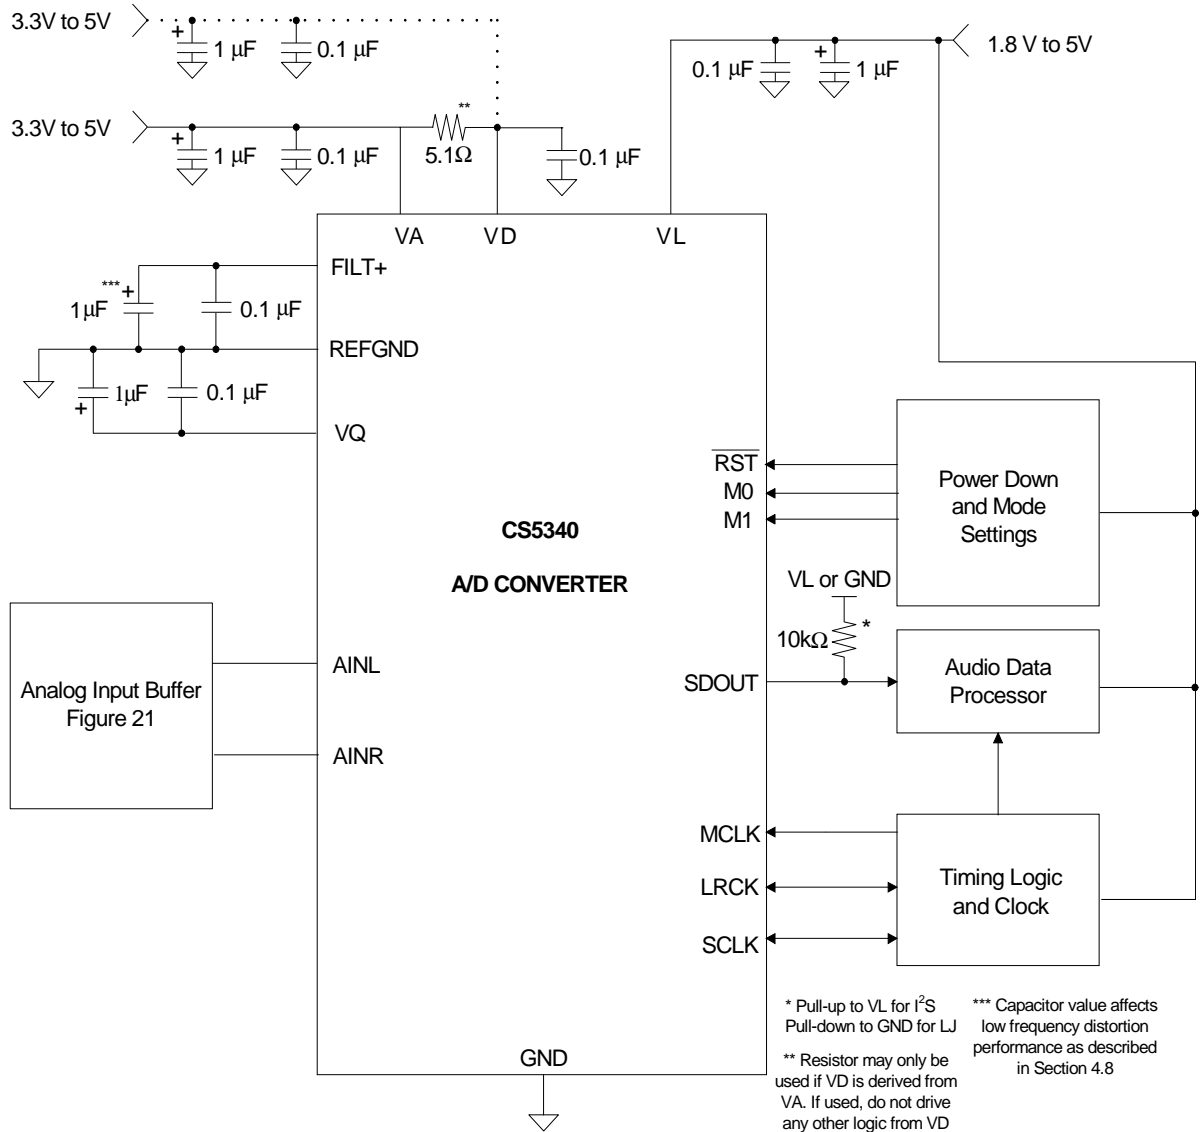 3.3V to 5V
+
1 µF
0.1 µF
0.1 µF
+
1 µF
1.8 V to 5V
3.3V to 5V
+
1 µF
0.1 µF
**
5.1Ω
0.1 µF
VA
VD
VL
FILT+
***
+
1µF
0.1 µF
REFGND
1µF
+
0.1 µF
VQ
RST
M0
M1
Power Down
and Mode
Settings
CS5340
A/D CONVERTER
VL or GND
10kΩ
*
Analog Input Buffer
Figure 21
AINL
AINR
SDOUT
Audio Data
Processor
MCLK
LRCK
SCLK
Timing Logic
and Clock
GND
* Pull-up to VL for I²S
Pull-down to GND for LJ
** Resistor may only be
used if VD is derived from
VA. If used, do not drive
any other logic from VD
*** Capacitor value affects
low frequency distortion
performance as described
in Section 4.8